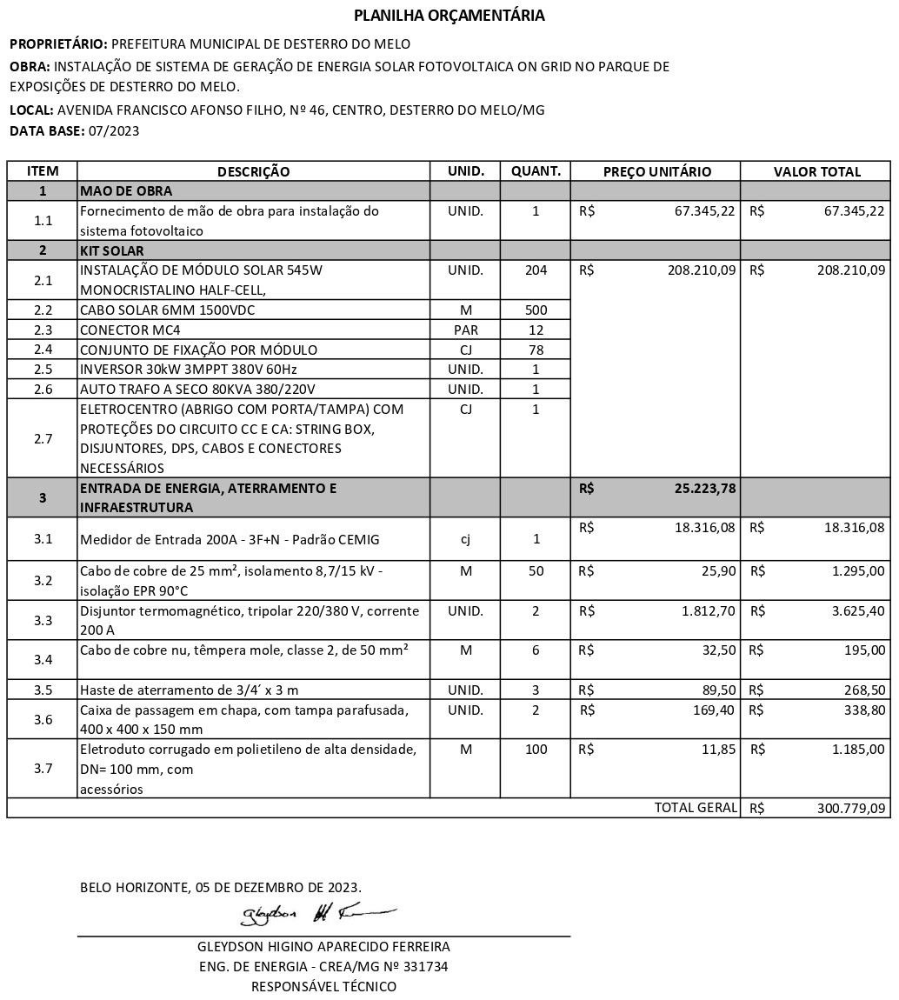 PLANILHA ORÇAMENTÁRIA
PROPRIETÁRIO: PREFEITURA MUNICIPAL DE DESTERRO DO MELO
OBRA: INSTALAÇÃO DE SISTEMA DE GERAÇÃO DE ENERGIA SOLAR FOTOVOLTAICA ON GRID NO PARQUE DE
EXPOSIÇÕES DE DESTERRO DO MELO.
LOCAL: AVENIDA FRANCISCO AFONSO FILHO, Nº 46, CENTRO, DESTERRO DO MELO/MG
DATA BASE: 07/2023
ITEM DESCRIÇÃO UNID. QUANT. PREÇO UNITÁRIO VALOR TOTAL
1 MAO DE OBRA
1.1 Fornecimento de mão de obra para instalação do UNID. 1 R$ 67.345,22 R$ 67.345,22
sistema fotovoltaico
2 KIT SOLAR
2.1 INSTALAÇÃO DE MÓDULO SOLAR 545W UNID. 204 R$ 208.210,09 R$ 208.210,09
MONOCRISTALINO HALF-CELL,
2.2 CABO SOLAR 6MM 1500VDC M 500
2.3 CONECTOR MC4 PAR 12
2.4 CONJUNTO DE FIXAÇÃO POR MÓDULO CJ 78
2.5 INVERSOR 30kW 3MPPT 380V 60Hz UNID. 1
2.6 AUTO TRAFO A SECO 80KVA 380/220V UNID. 1
2.7 ELETROCENTRO (ABRIGO COM PORTA/TAMPA) COM CJ 1
PROTEÇÕES DO CIRCUITO CC E CA: STRING BOX,
DISJUNTORES, DPS, CABOS E CONECTORES
NECESSÁRIOS
3 ENTRADA DE ENERGIA, ATERRAMENTO E R$ 25.223,78
INFRAESTRUTURA
3.1 Medidor de Entrada 200A - 3F+N - Padrão CEMIG cj 1 R$ 18.316,08 R$ 18.316,08
3.2 Cabo de cobre de 25 mm², isolamento 8,7/15 kV - M 50 R$ 25,90 R$ 1.295,00
isolação EPR 90°C
3.3 Disjuntor termomagnético, tripolar 220/380 V, corrente UNID. 2 R$ 1.812,70 R$ 3.625,40
200 A
3.4 Cabo de cobre nu, têmpera mole, classe 2, de 50 mm² M 6 R$ 32,50 R$ 195,00
3.5 Haste de aterramento de 3/4´ x 3 m UNID. 3 R$ 89,50 R$ 268,50
3.6 Caixa de passagem em chapa, com tampa parafusada, UNID. 2 R$ 169,40 R$ 338,80
400 x 400 x 150 mm
3.7 Eletroduto corrugado em polietileno de alta densidade, M 100 R$ 11,85 R$ 1.185,00
DN= 100 mm, com
acessórios
TOTAL GERAL R$ 300.779,09
BELO HORIZONTE, 05 DE DEZEMBRO DE 2023.
GLEYDSON HIGINO APARECIDO FERREIRA
ENG. DE ENERGIA - CREA/MG Nº 331734
RESPONSÁVEL TÉCNICO